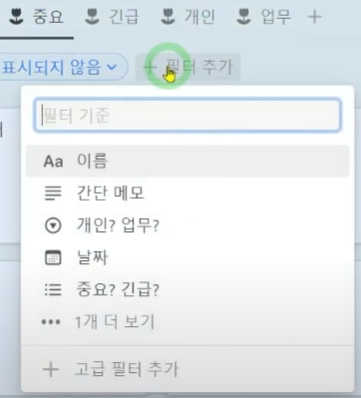 중요 긴급 개인 업무 +
표시되지 않음 + 필터 추가
필터 기준
Aa 이름
간단 메모
개인? 업무?
날짜
중요? 긴급?
••• 1개 더 보기
+ 고급 필터 추가